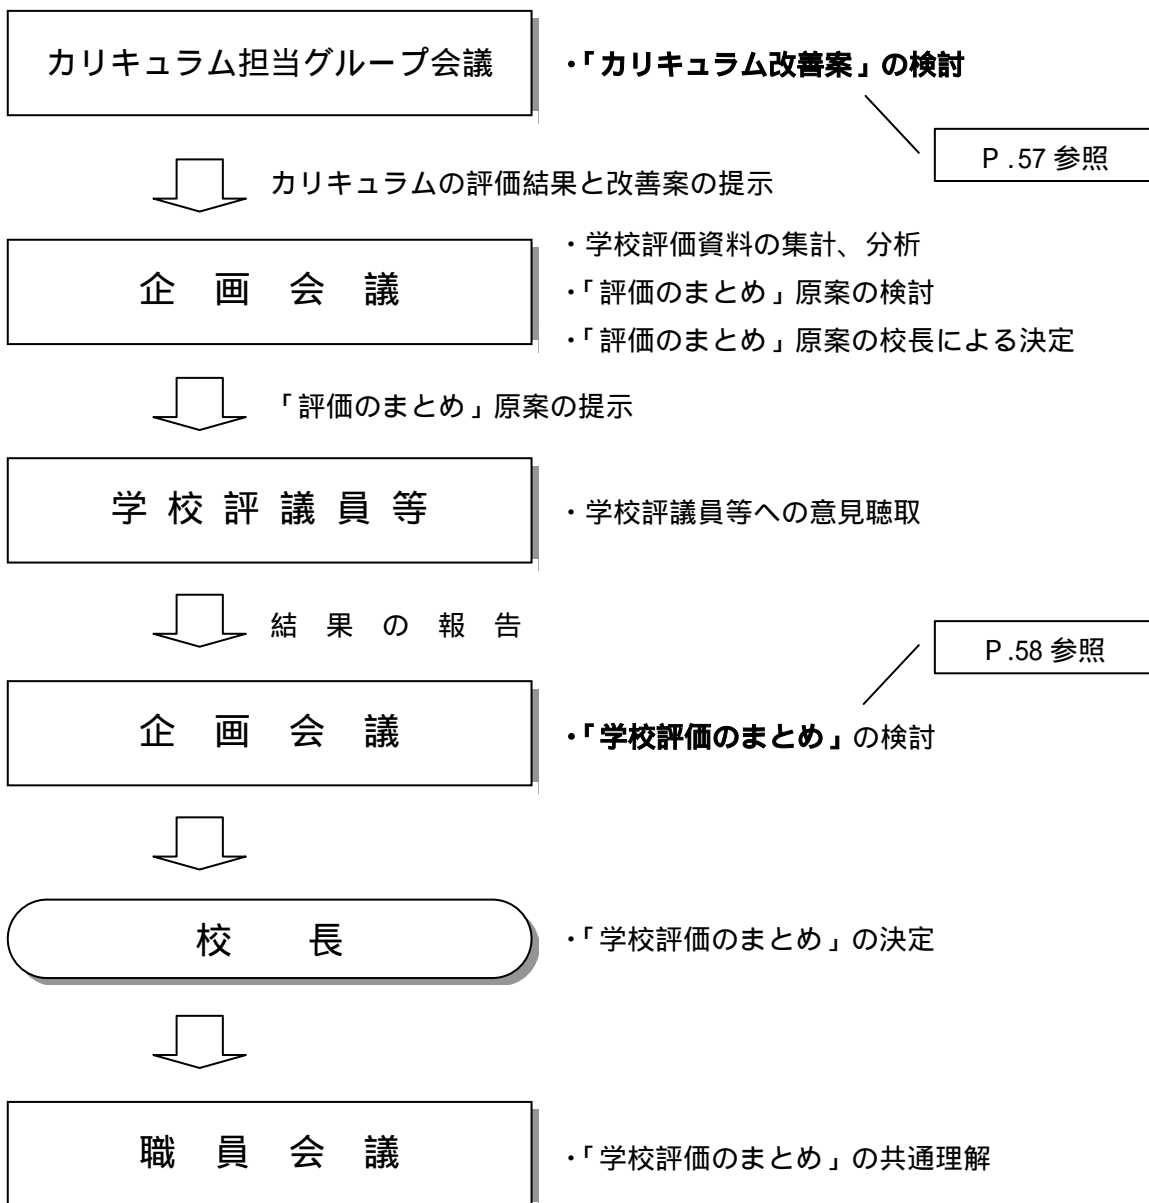 カリキュラム担当グループ会議
・「カリキュラム改善案」の検討
P.57 参照
カリキュラムの評価結果と改善案の提示
企　画　会　議
・学校評価資料の集計、分析
・「評価のまとめ」原案の検討
・「評価のまとめ」原案の校長による決定
「評価のまとめ」原案の提示
学 校 評 議 員 等
・学校評議員等への意見聴取
結　果　の　報　告
P.58 参照
企　画　会　議
・「学校評価のまとめ」の検討
校　　長
・「学校評価のまとめ」の決定
職　員　会　議
・「学校評価のまとめ」の共通理解